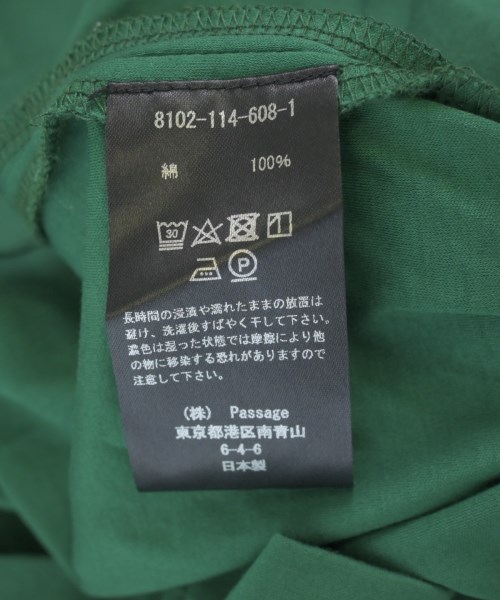 8102-114-608-1
綿 100%
30
P
長時間の浸漬や濡れたままの放置は
避け、洗濯後すばやく干して下さい。
濃色は湿った状態では摩擦により他
の物に移染する恐れがありますので
注意して下さい。
(株) Passage
東京都港区南青山
6-4-6
日本製